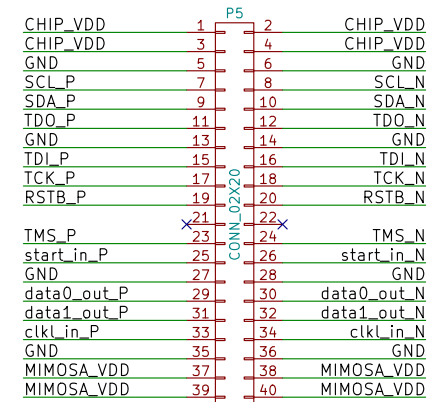 P5
CHIP_VDD 1 2 CHIP_VDD
CHIP_VDD 3 4 CHIP_VDD
GND 5 6 GND
SCL_P 7 8 SCL_N
SDA_P 9 10 SDA_N
TDO_P 11 12 TDO_N
GND 13 14 GND
TDI_P 15 16 TDI_N
TCK_P 17 18 TCK_N
RSTB_P 19 20 RSTB_N
21 22
TMS_P 23 24 TMS_N
start_in_P 25 26 start_in_N
GND 27 28 GND
data0_out_P 29 30 data0_out_N
data1_out_P 31 32 data1_out_N
clkl_in_P 33 34 clkl_in_N
GND 35 36 GND
MIMOSA_VDD 37 38 MIMOSA_VDD
MIMOSA_VDD 39 40 MIMOSA_VDD
CONN_02X20